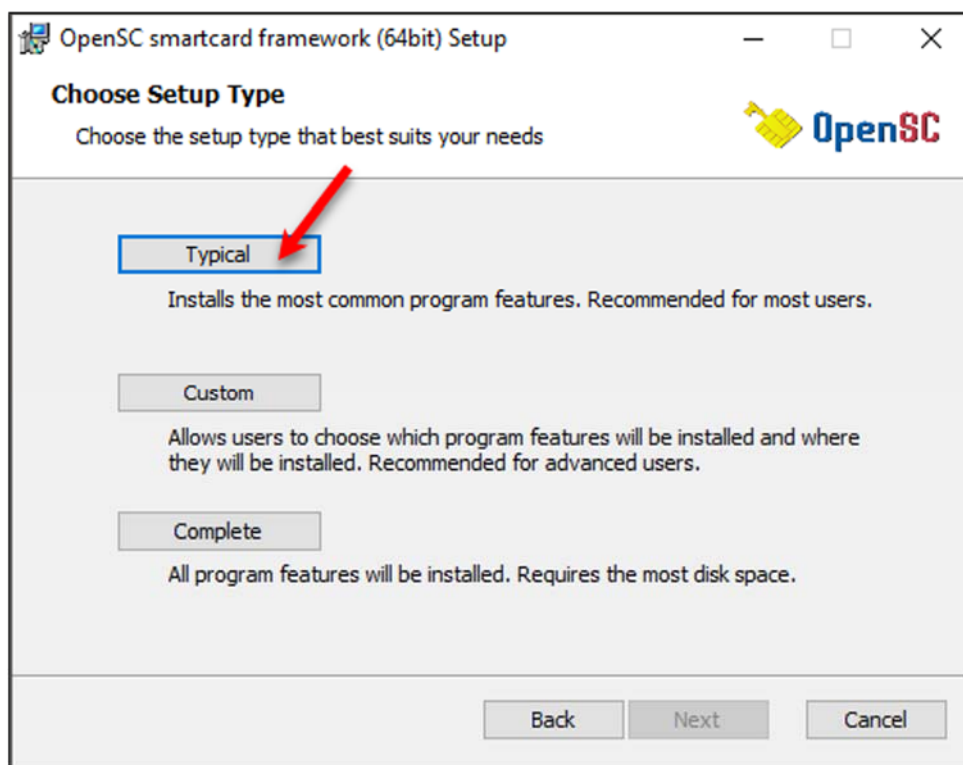 OpenSC smartcard framework (64bit) Setup
Choose Setup Type
Choose the setup type that best suits your needs
OpenSC
Typical
Installs the most common program features. Recommended for most users.
Custom
Allows users to choose which program features will be installed and where
they will be installed. Recommended for advanced users.
Complete
All program features will be installed. Requires the most disk space.
Back
Next
Cancel